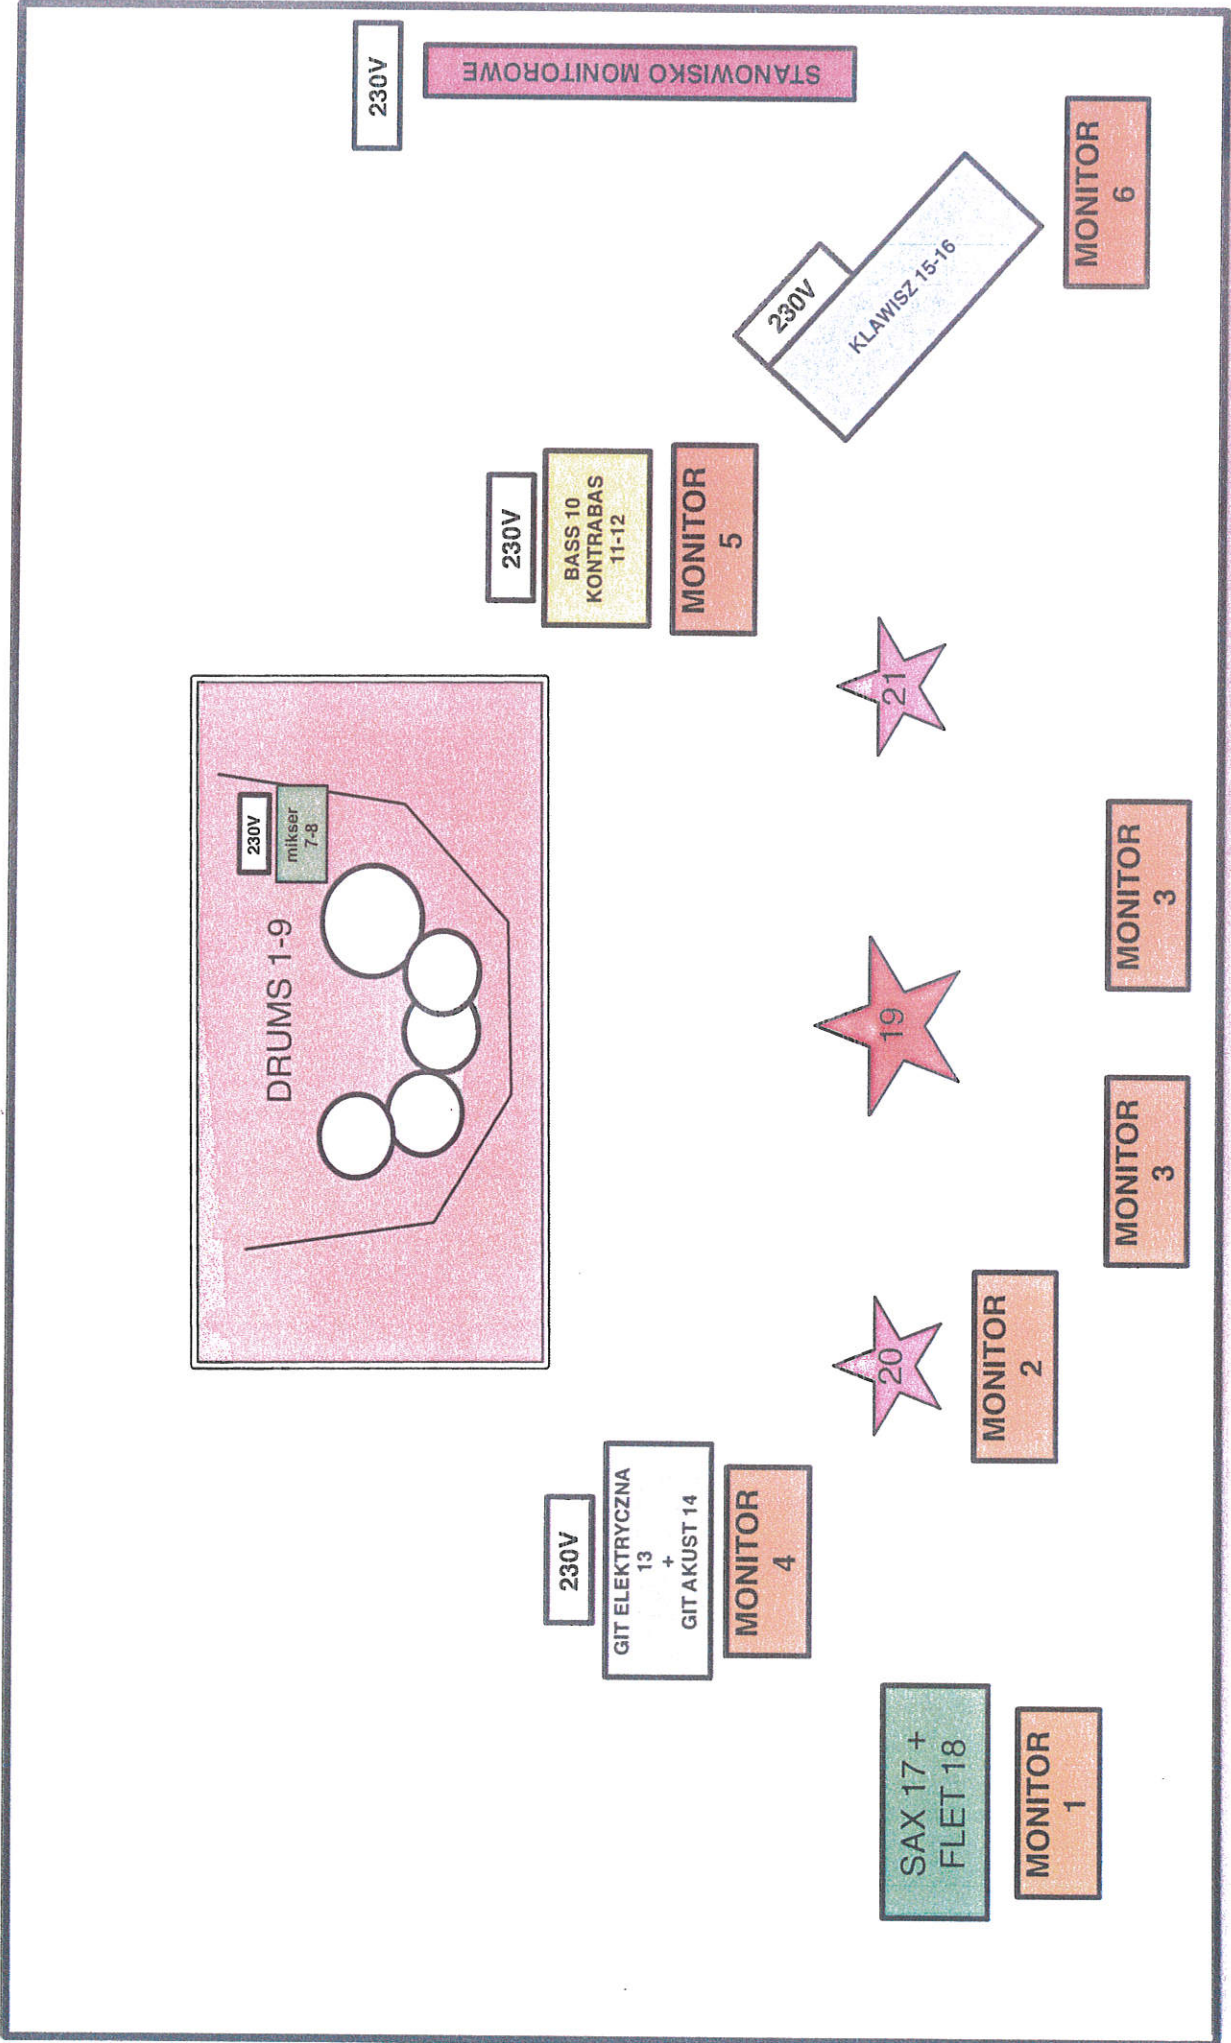 DRUMS 1-9
230V
mikser
7-8
230V
STANOWISKO MONITOROWE
230V
GIT ELEKTRYCZNA
13
+
GIT AKUST 14
MONITOR
4
230V
BASS 10
KONTRABAS
11-12
MONITOR
5
230V
KLAWISZ 15-16
SAX 17 +
FLET 18
MONITOR
1
20
19
21
MONITOR
2
MONITOR
3
MONITOR
3
MONITOR
6